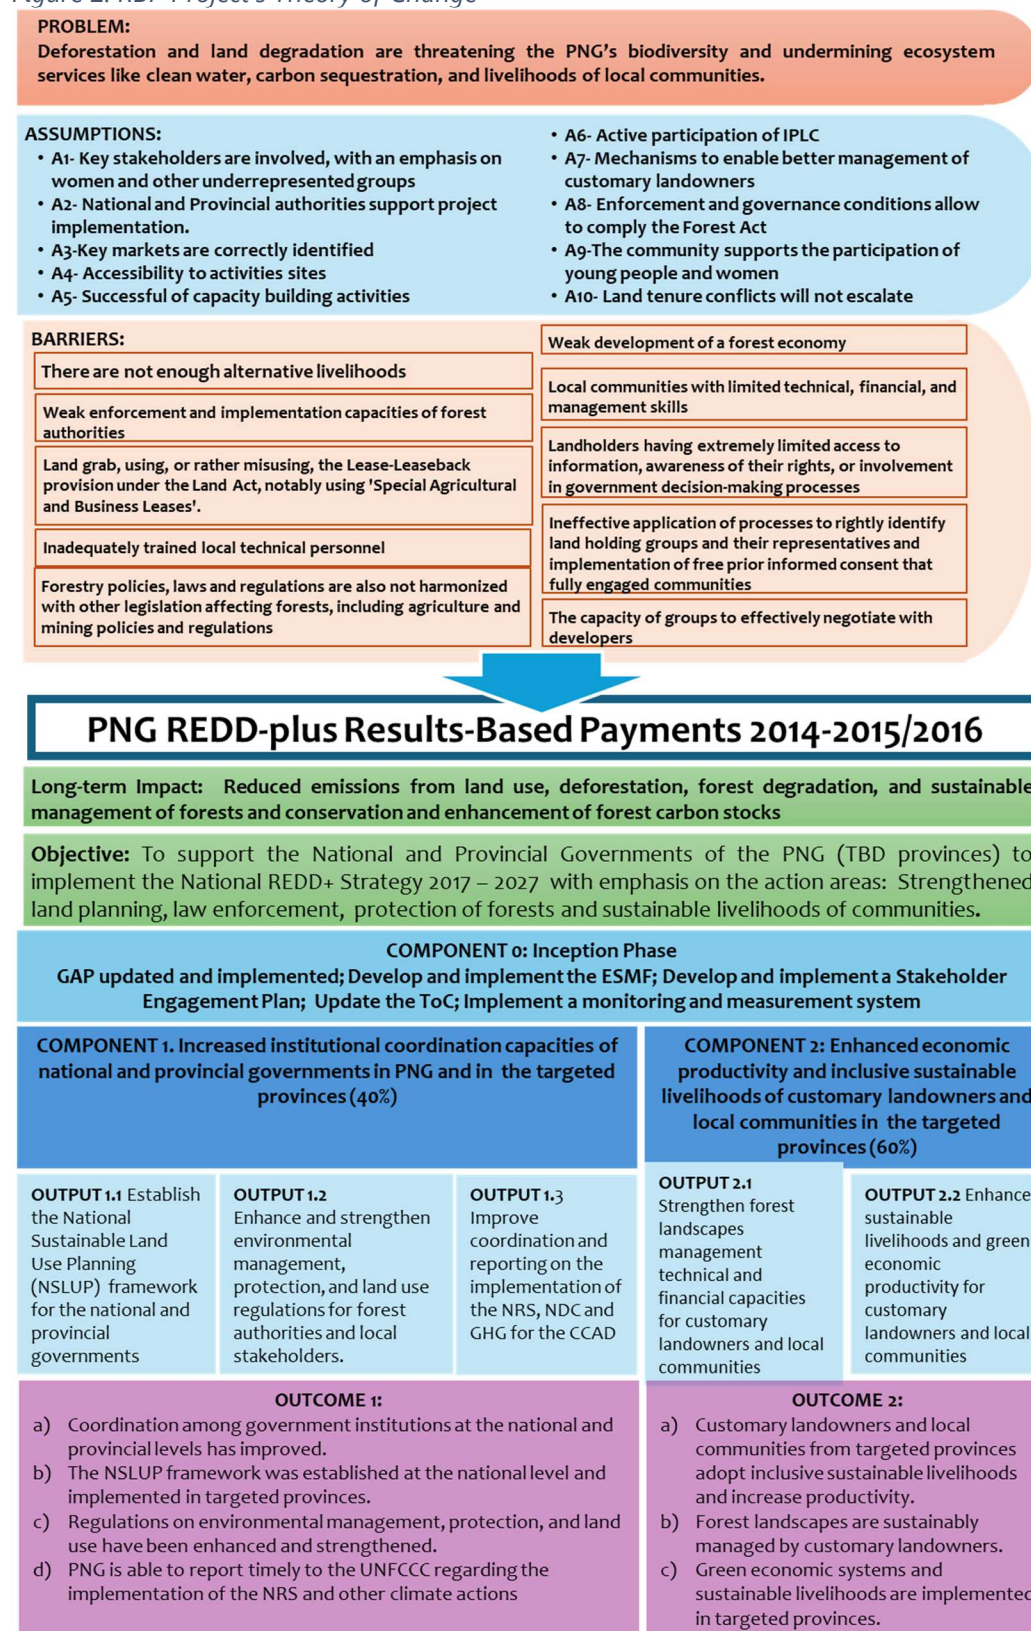 Figure 2. RBP Project's Theory of Change
PROBLEM:
Deforestation and land degradation are threatening the PNG's biodiversity and undermining ecosystem
services like clean water, carbon sequestration, and livelihoods of local communities.
ASSUMPTIONS:
• A1- Key stakeholders are involved, with an emphasis on
women and other underrepresented groups
• A2- National and Provincial authorities support project
implementation.
• A3-Key markets are correctly identified
• A4- Accessibility to activities sites
• A5- Successful of capacity building activities
• A6- Active participation of IPLC
• A7- Mechanisms to enable better management of
customary landowners
• A8- Enforcement and governance conditions allow
to comply the Forest Act
• A9-The community supports the participation of
young people and women
• A10- Land tenure conflicts will not escalate
BARRIERS:
There are not enough alternative livelihoods
Weak enforcement and implementation capacities of forest
authorities
Land grab, using, or rather misusing, the Lease-Leaseback
provision under the Land Act, notably using 'Special Agricultural
and Business Leases'.
Inadequately trained local technical personnel
Forestry policies, laws and regulations are also not harmonized
with other legislation affecting forests, including agriculture and
mining policies and regulations
Weak development of a forest economy
Local communities with limited technical, financial, and
management skills
Landholders having extremely limited access to
information, awareness of their rights, or involvement
in government decision-making processes
Ineffective application of processes to rightly identify
land holding groups and their representatives and
implementation of free prior informed consent that
fully engaged communities
The capacity of groups to effectively negotiate with
developers
PNG REDD-plus Results-Based Payments 2014-2015/2016
Long-term Impact: Reduced emissions from land use, deforestation, forest degradation, and sustainable
management of forests and conservation and enhancement of forest carbon stocks
Objective: To support the National and Provincial Governments of the PNG (TBD provinces) to
implement the National REDD+ Strategy 2017 – 2027 with emphasis on the action areas: Strengthened
land planning, law enforcement, protection of forests and sustainable livelihoods of communities.
COMPONENT 0: Inception Phase
GAP updated and implemented; Develop and implement the ESMF; Develop and implement a Stakeholder
Engagement Plan; Update the ToC; Implement a monitoring and measurement system
COMPONENT 1. Increased institutional coordination capacities of
national and provincial governments in PNG and in the targeted
provinces (40%)
COMPONENT 2: Enhanced economic
productivity and inclusive sustainable
livelihoods of customary landowners and
local communities in the targeted
provinces (60%)
OUTPUT 1.1 Establish
the National
Sustainable Land
Use Planning
(NSLUP) framework
for the national and
provincial
governments
OUTPUT 1.2
Enhance and strengthen
environmental
management,
protection, and land use
regulations for forest
authorities and local
stakeholders.
OUTPUT 1.3
Improve
coordination and
reporting on the
implementation of
the NRS, NDC and
GHG for the CCAD
OUTPUT 2.1
Strengthen forest
landscapes
management
technical and
financial capacities
for customary
landowners and local
communities
OUTPUT 2.2 Enhance
sustainable
livelihoods and green
economic
productivity for
customary
landowners and local
communities
OUTCOME 1:
a) Coordination among government institutions at the national and
provincial levels has improved.
b) The NSLUP framework was established at the national level and
implemented in targeted provinces.
c) Regulations on environmental management, protection, and land
use have been enhanced and strengthened.
d) PNG is able to report timely to the UNFCCC regarding the
implementation of the NRS and other climate actions
OUTCOME 2:
a) Customary landowners and local
communities from targeted provinces
adopt inclusive sustainable livelihoods
and increase productivity.
b) Forest landscapes are sustainably
managed by customary landowners.
c) Green economic systems and
sustainable livelihoods are implemented
in targeted provinces.